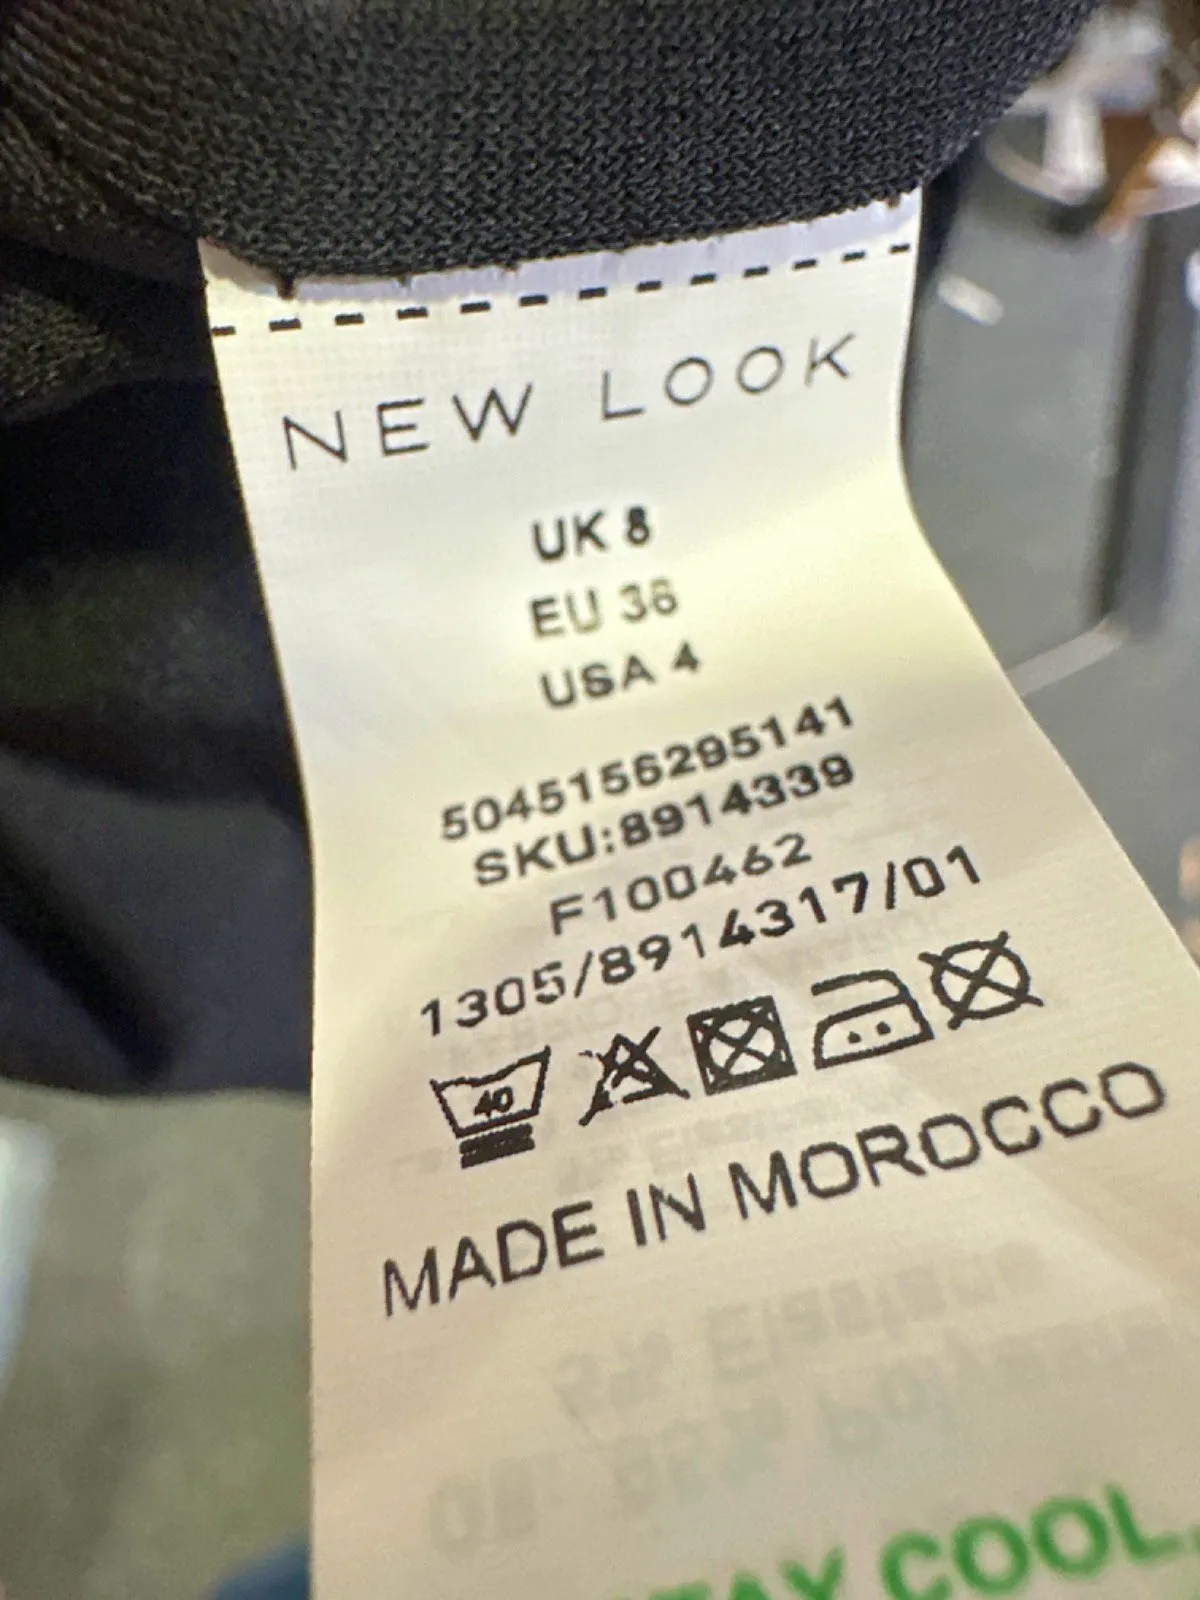 NEW LOOK
UK 8
EU 36
USA 4
5045156295141
SKU:8914339
F100462
1305/8914317/01
40
MADE IN MOROCCO
COOL,